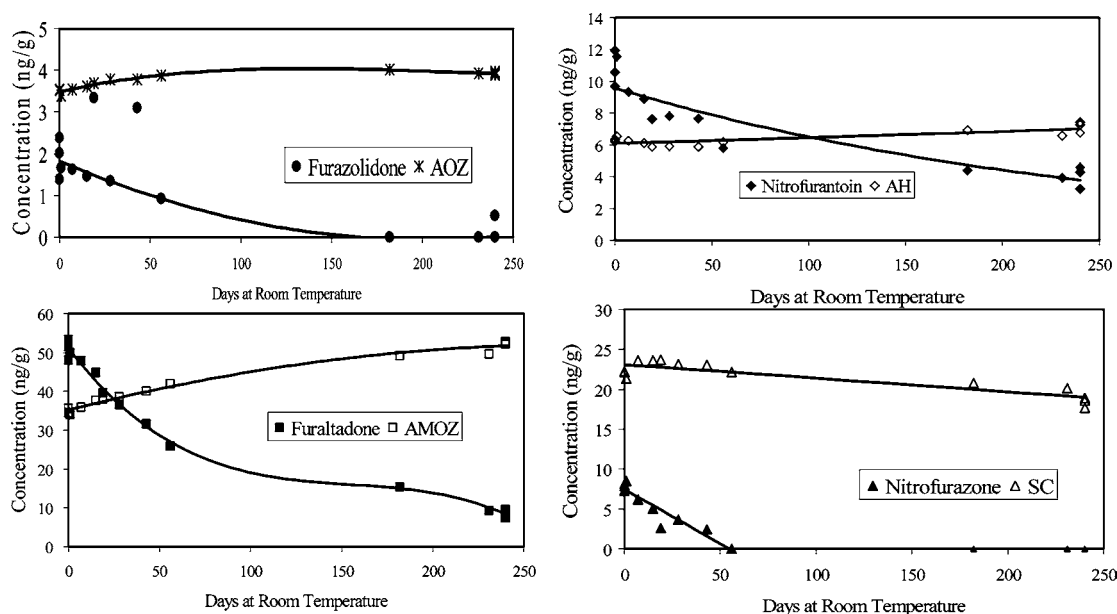 Concentration (ng/g)
5
4
3
2
1
0
Furazolidone AOZ
0 50 100 150 200 250
Days at Room Temperature
Concentration (ng/g)
14
12
10
8
6
4
2
0
Nitrofurantoin AH
0 50 100 150 200 250
Days at Room Temperature
Concentration (ng/g)
60
50
40
30
20
10
0
Furaltadone AMOZ
0 50 100 150 200 250
Days at Room Temperature
Concentration (ng/g)
30
25
20
15
10
5
0
Nitrofurazone SC
0 50 100 150 200 250
Days at Room Temperature